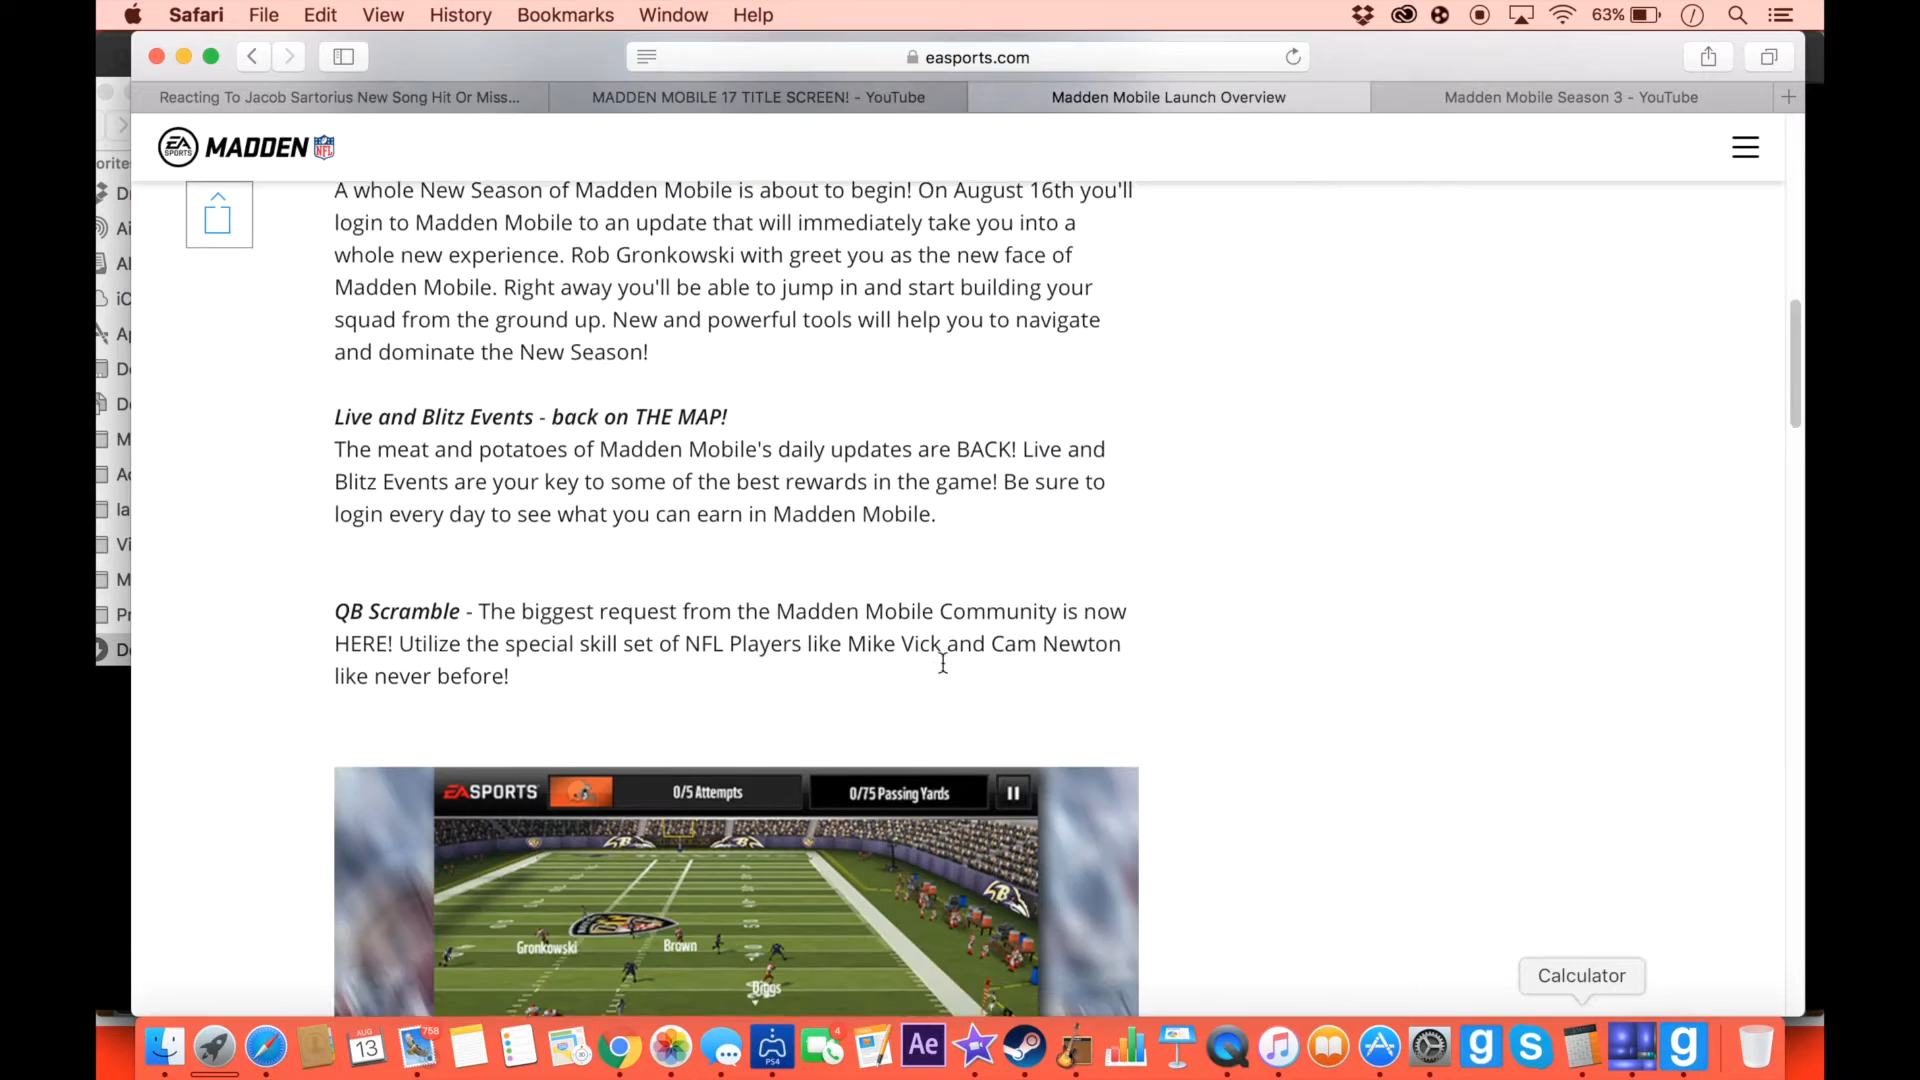 Safari File Edit View History Bookmarks Window Help 63%
easports.com
Reacting To Jacob Sartorius New Song Hit Or Miss...
MADDEN MOBILE 17 TITLE SCREEN! - YouTube
Madden Mobile Launch Overview
Madden Mobile Season 3 - YouTube
EA SPORTS MADDEN NFL
A whole New Season of Madden Mobile is about to begin! On August 16th you'll
login to Madden Mobile to an update that will immediately take you into a
whole new experience. Rob Gronkowski with greet you as the new face of
Madden Mobile. Right away you'll be able to jump in and start building your
squad from the ground up. New and powerful tools will help you to navigate
and dominate the New Season!
Live and Blitz Events - back on THE MAP!
The meat and potatoes of Madden Mobile's daily updates are BACK! Live and
Blitz Events are your key to some of the best rewards in the game! Be sure to
login every day to see what you can earn in Madden Mobile.
QB Scramble - The biggest request from the Madden Mobile Community is now
HERE! Utilize the special skill set of NFL Players like Mike Vick and Cam Newton
like never before!
EA SPORTS 0/5 Attempts 0/75 Passing Yards
Gronkowski Brown
Diggs
Calculator
AUG
13
758
PS4
4
Ae